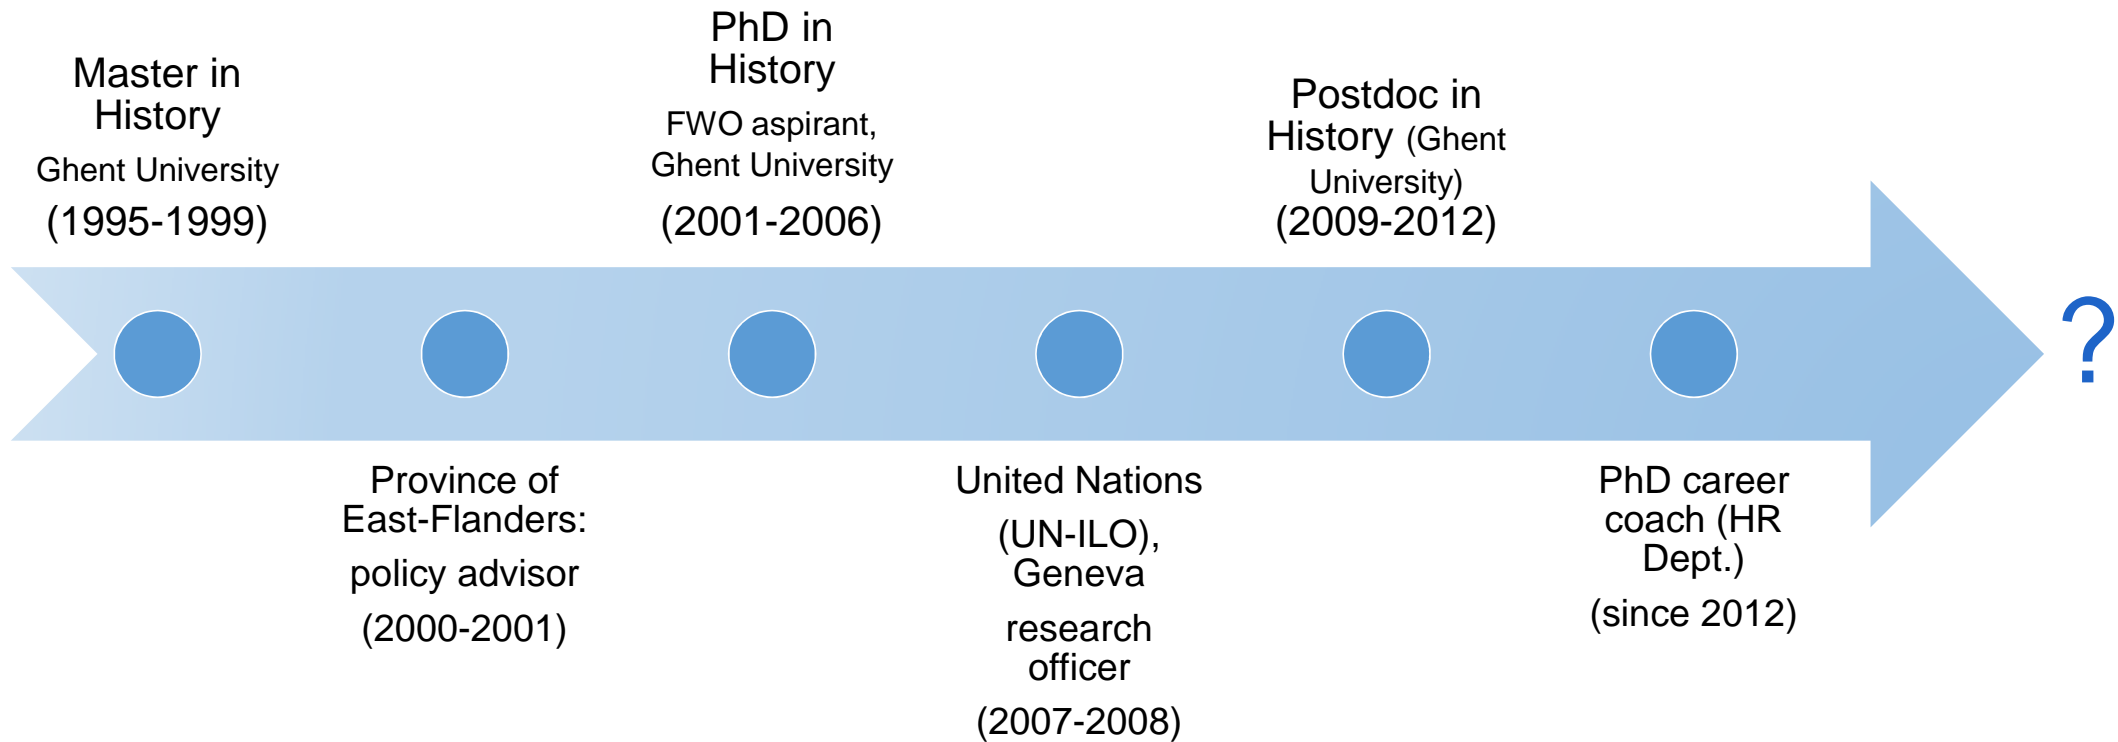 Master in
History
Ghent University
(1995-1999)
Province of
East-Flanders:
policy advisor
(2000-2001)
PhD in
History
FWO aspirant,
Ghent University
(2001-2006)
United Nations
(UN-ILO),
Geneva
research
officer
(2007-2008)
Postdoc in
History (Ghent
University)
(2009-2012)
PhD career
coach (HR
Dept.)
(since 2012)
?